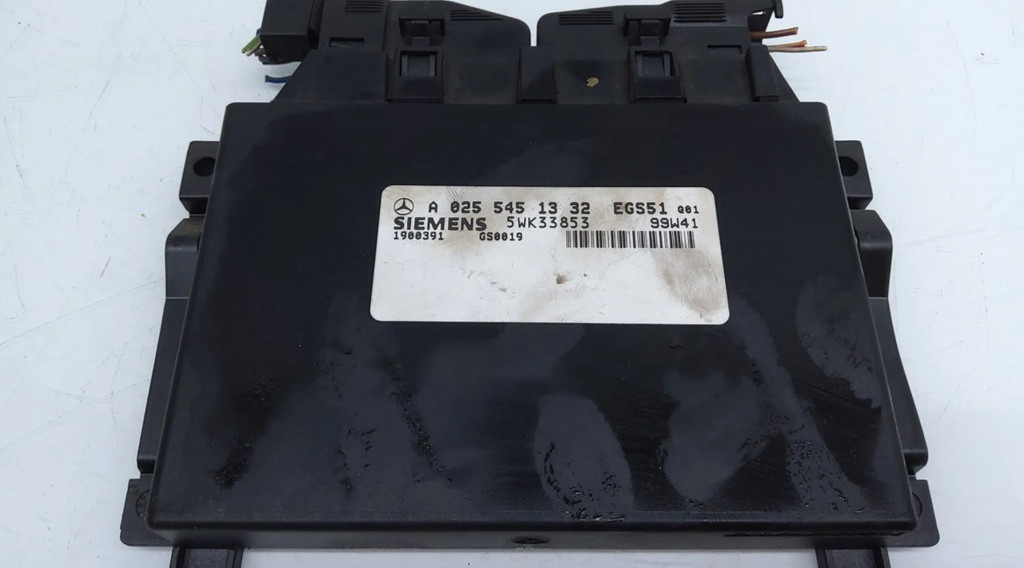 A 025 545 13 32 EGS51 Q01
SIEMENS 5WK33853 99W41
1900391 GS0019